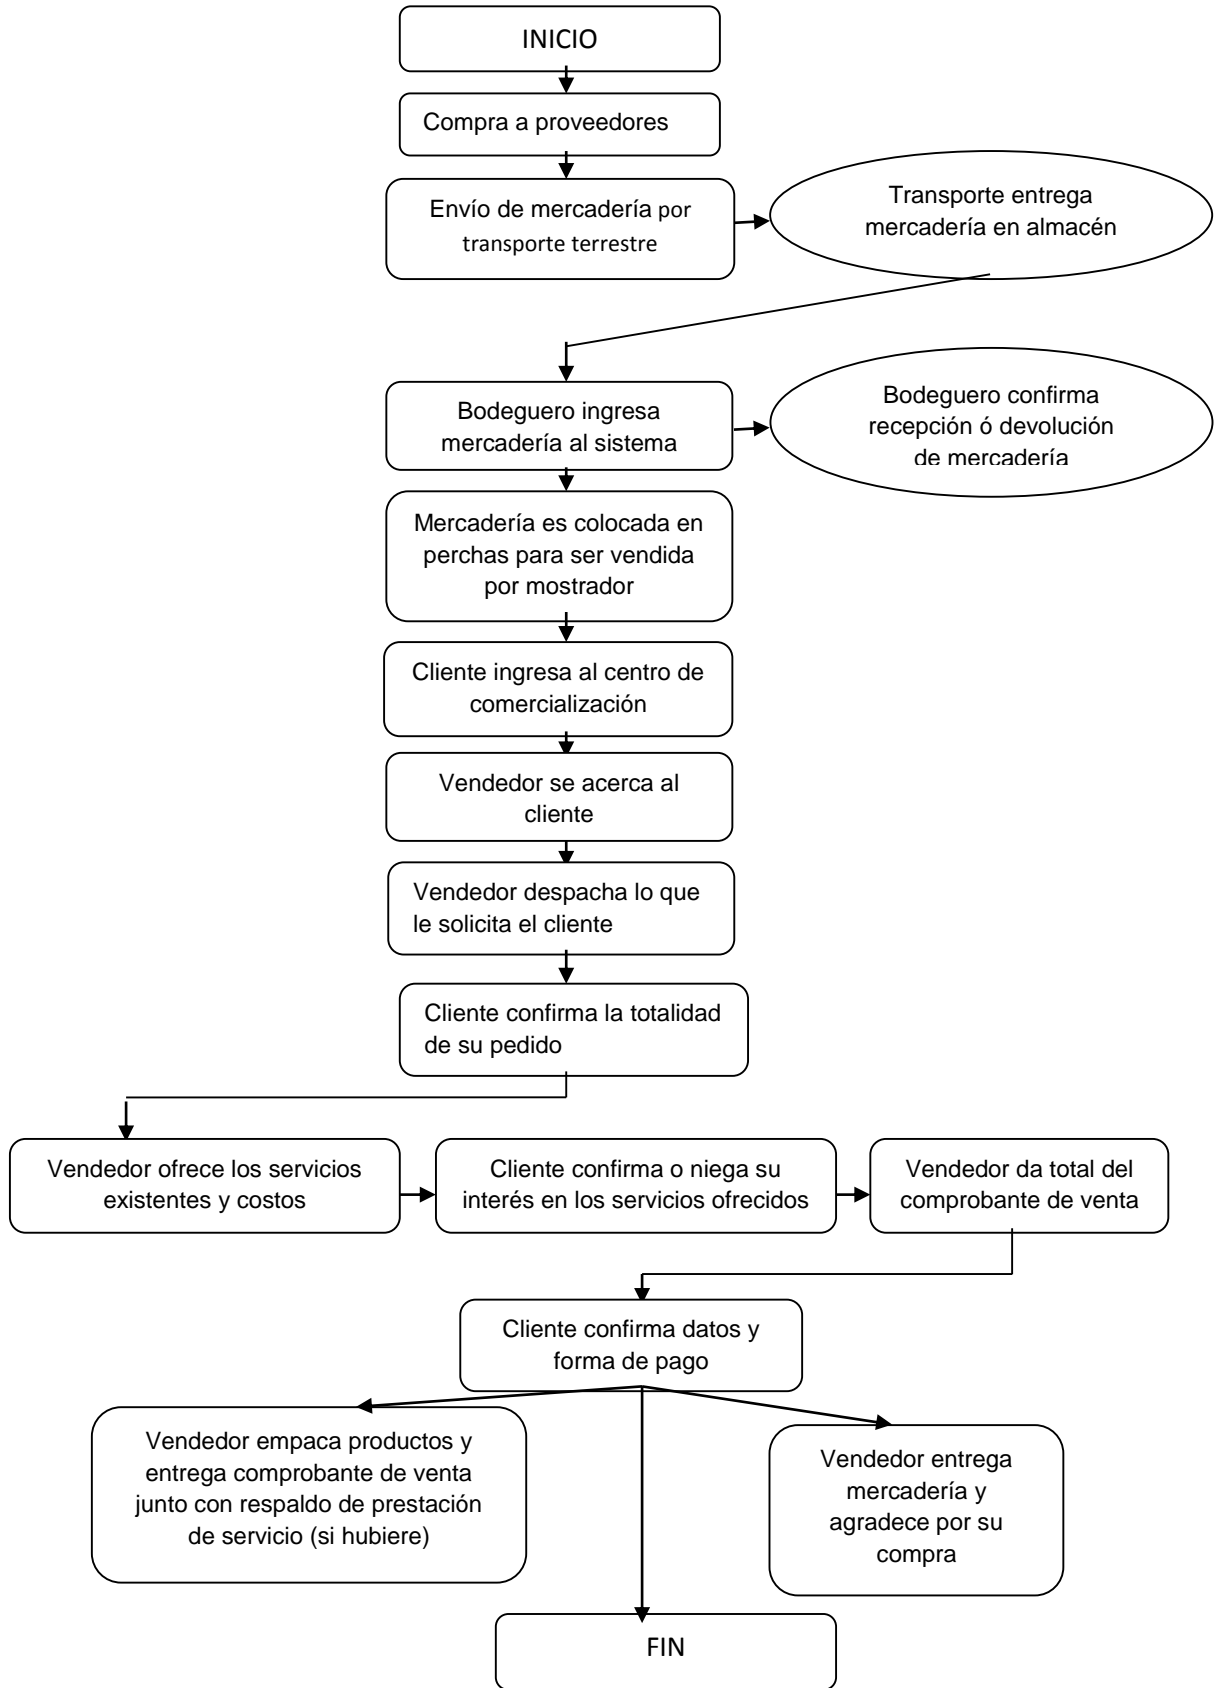 INICIO
Compra a proveedores
Envío de mercadería por
transporte terrestre
Transporte entrega
mercadería en almacén
Bodeguero ingresa
mercadería al sistema
Bodeguero confirma
recepción ó devolución
de mercadería
Mercadería es colocada en
perchas para ser vendida
por mostrador
Cliente ingresa al centro de
comercialización
Vendedor se acerca al
cliente
Vendedor despacha lo que
le solicita el cliente
Cliente confirma la totalidad
de su pedido
Vendedor ofrece los servicios
existentes y costos
Cliente confirma o niega su
interés en los servicios ofrecidos
Vendedor da total del
comprobante de venta
Cliente confirma datos y
forma de pago
Vendedor empaca productos y
entrega comprobante de venta
junto con respaldo de prestación
de servicio (si hubiere)
Vendedor entrega
mercadería y
agradece por su
compra
FIN